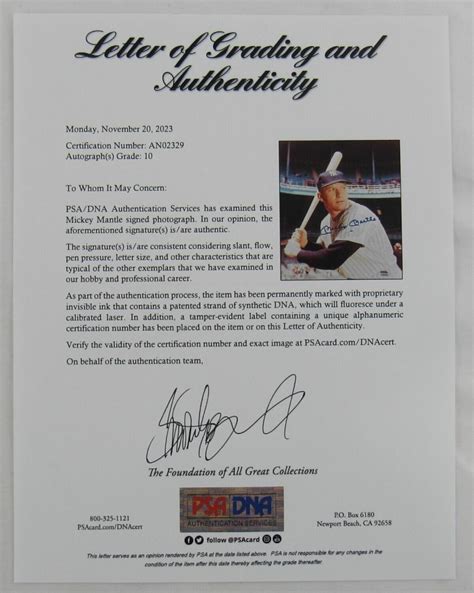 Letter of Grading and
Authenticity
Monday, November 20, 2023
Certification Number: AN02329
Autograph(s) Grade: 10
To Whom It May Concern:
PSA/DNA Authentication Services has examined this
Mickey Mantle signed photograph. In our opinion, the
aforementioned signature(s) is/are authentic.
The signature(s) is/are consistent considering slant, flow,
pen pressure, letter size, and other characteristics that are
typical of the other exemplars that we have examined in
our hobby and professional career.
Mickey Mantle
As part of the authentication process, the item has been permanently marked with proprietary
invisible ink that contains a patented strand of synthetic DNA, which will fluoresce under a
calibrated laser. In addition, a tamper-evident label containing a unique alphanumeric
certification number has been placed on the item or on this Letter of Authenticity.
Verify the validity of the certification number and exact image at PSAcard.com/DNAcert.
On behalf of the authentication team,
The Foundation of All Great Collections
PSA DNA
AUTHENTICATION SERVICES
800-325-1121
PSAcard.com/DNAcert
P.O. Box 6180
Newport Beach, CA 92658
follow @PSAcard
This letter serves as an opinion rendered by PSA at the date listed above. PSA is not responsible for any changes in the
condition of the item after this date thereby affecting the grade thereafter.